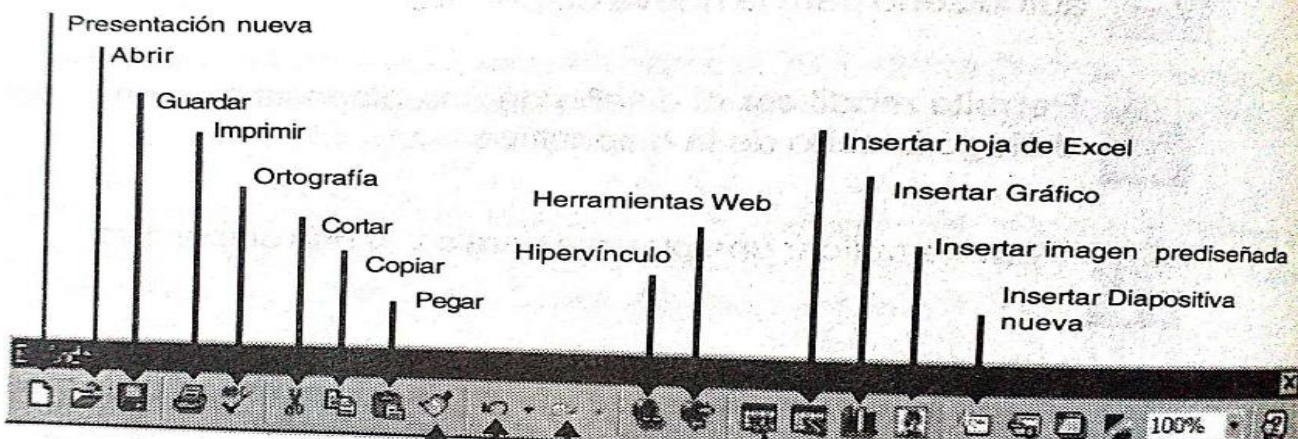 Presentación nueva
Abrir
Guardar
Imprimir
Ortografía
Cortar
Copiar
Pegar
Hipervínculo
Herramientas Web
Insertar hoja de Excel
Insertar Gráfico
Insertar imagen prediseñada
Insertar Diapositiva
nueva
100%